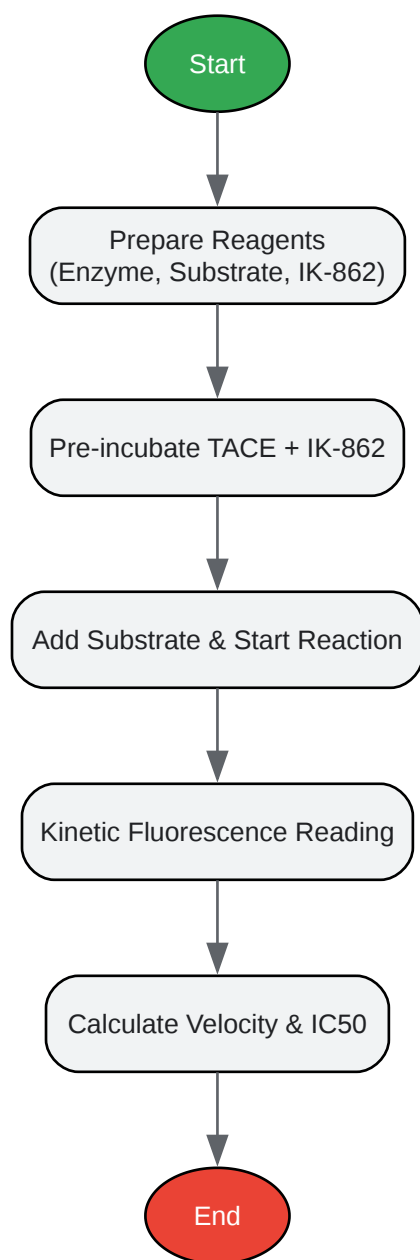 Start
Prepare Reagents
(Enzyme, Substrate, IK-862)
Pre-incubate TACE + IK-862
Add Substrate & Start Reaction
Kinetic Fluorescence Reading
Calculate Velocity & IC50
End